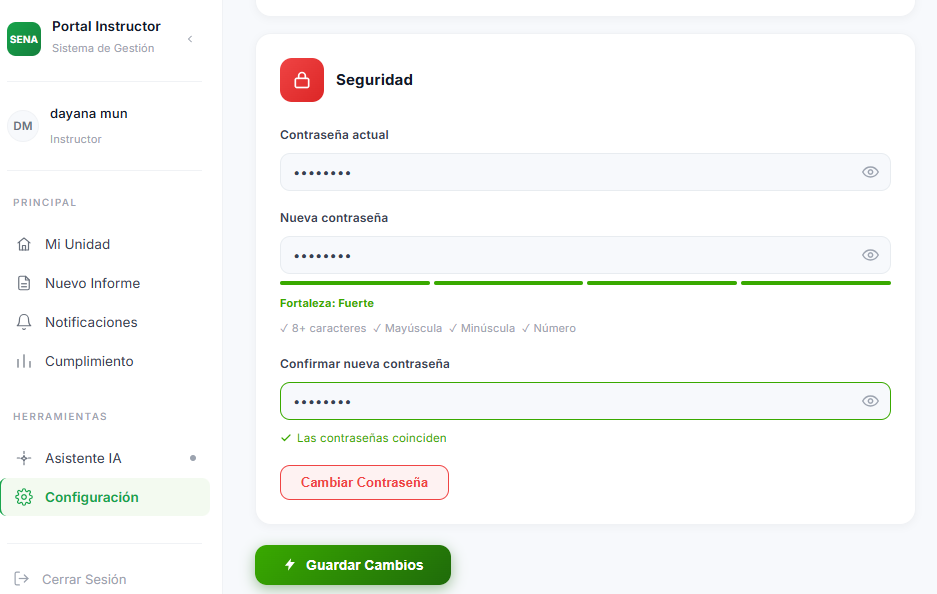 SENA
Portal Instructor
Sistema de Gestión
DM
dayana mun
Instructor
PRINCIPAL
Mi Unidad
Nuevo Informe
Notificaciones
Cumplimiento
HERRAMIENTAS
Asistente IA
Configuración
Cerrar Sesión
Seguridad
Contraseña actual
••••••••
Nueva contraseña
••••••••
Fortaleza: Fuerte
✓ 8+ caracteres ✓ Mayúscula ✓ Minúscula ✓ Número
Confirmar nueva contraseña
••••••••
✓ Las contraseñas coinciden
Cambiar Contraseña
Guardar Cambios